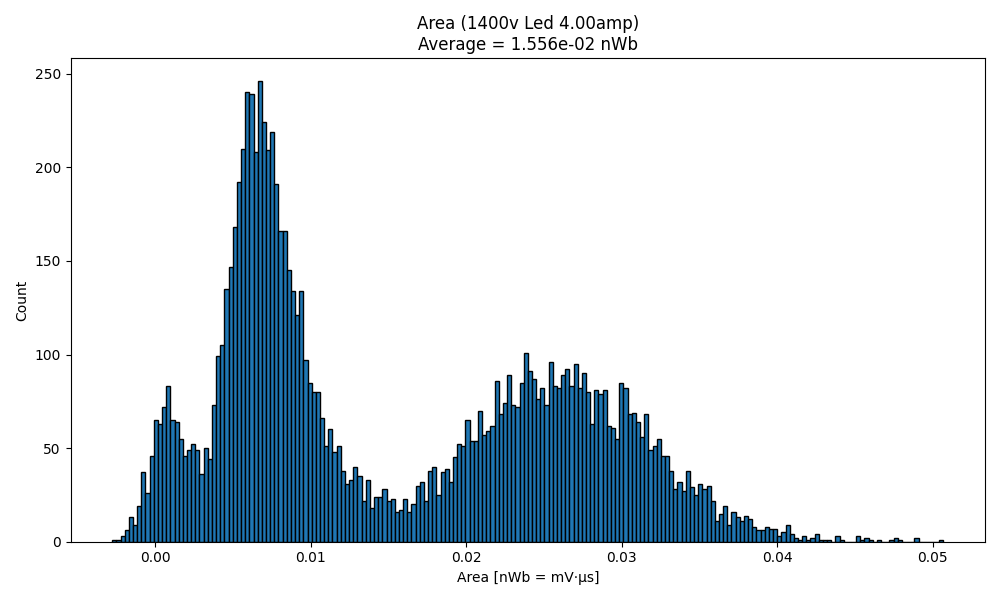 Area (1400v Led 4.00amp)
Average = 1.556e-02 nWb
250
200
150
100
50
0
Count
0.00 0.01 0.02 0.03 0.04 0.05
Area [nWb = mV·µs]